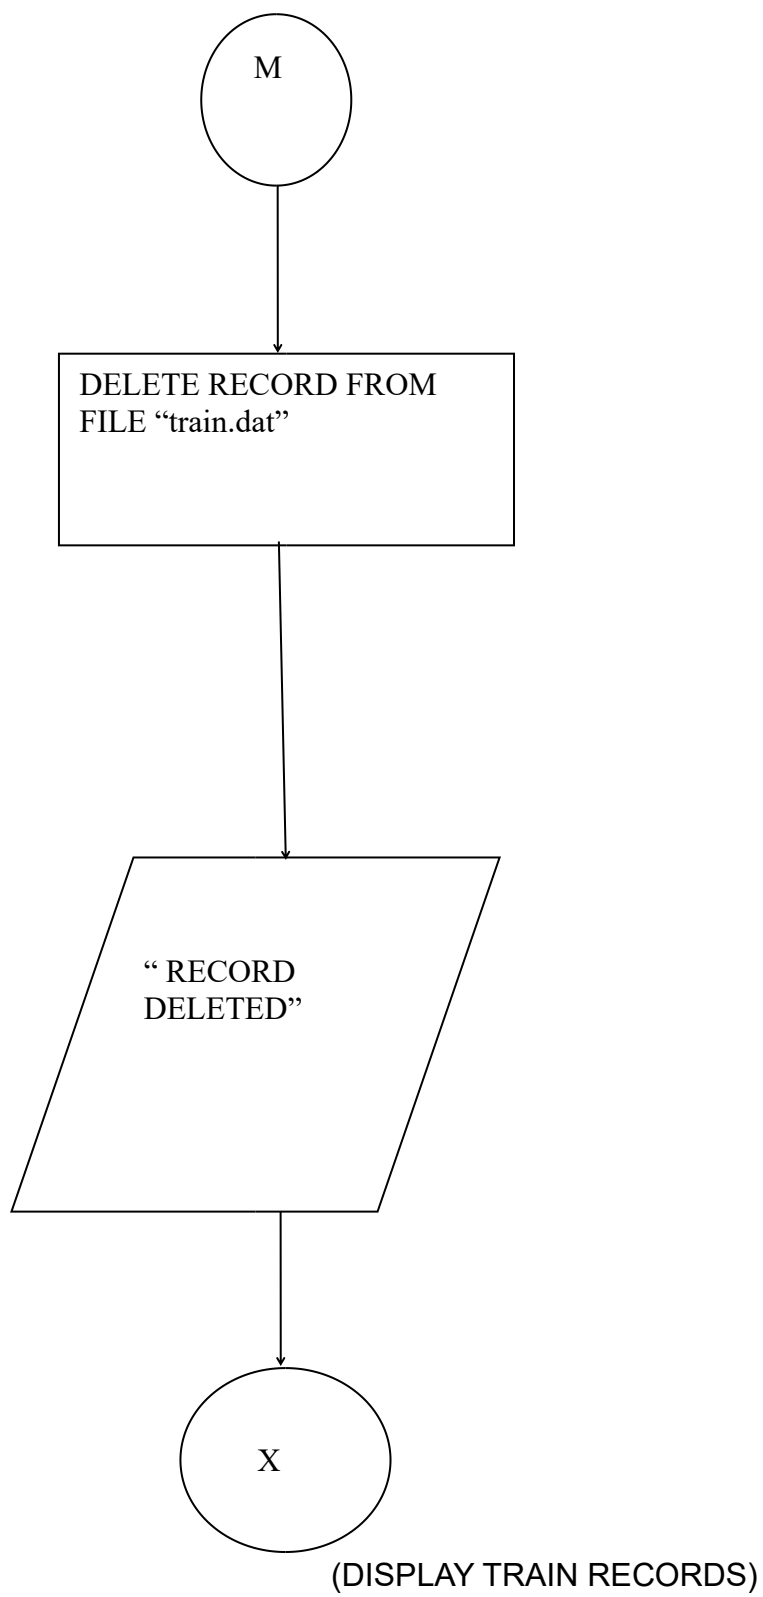 M
DELETE RECORD FROM
FILE “train.dat”
“ RECORD
DELETED”
X
(DISPLAY TRAIN RECORDS)